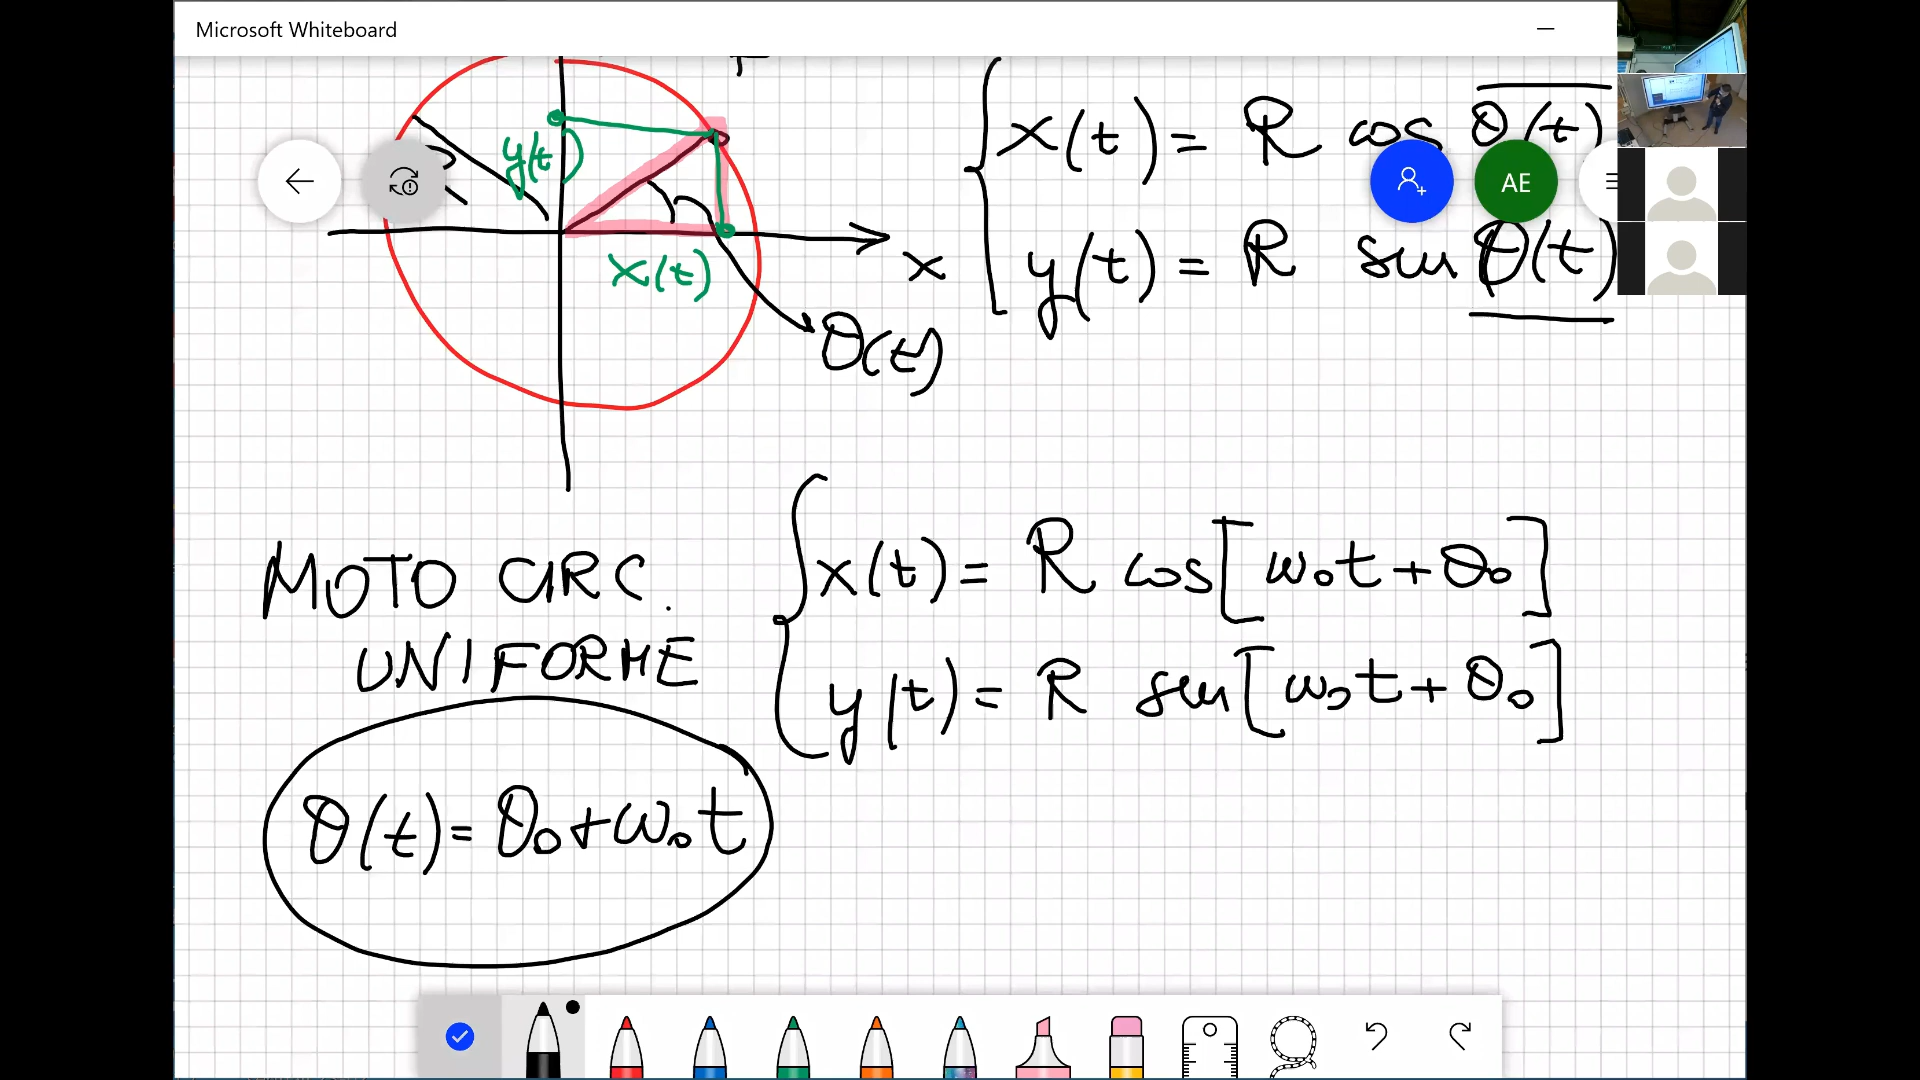 Microsoft Whiteboard
y(t)
x(t)
x
θ(t)
x(t) = R cos θ(t)
AE
y(t) = R sen θ(t)
MOTO CIRC.
UNIFORME
θ(t) = θ₀ + ω₀t
x(t) = R cos[ω₀t + θ₀]
y(t) = R sen[ω₀t + θ₀]